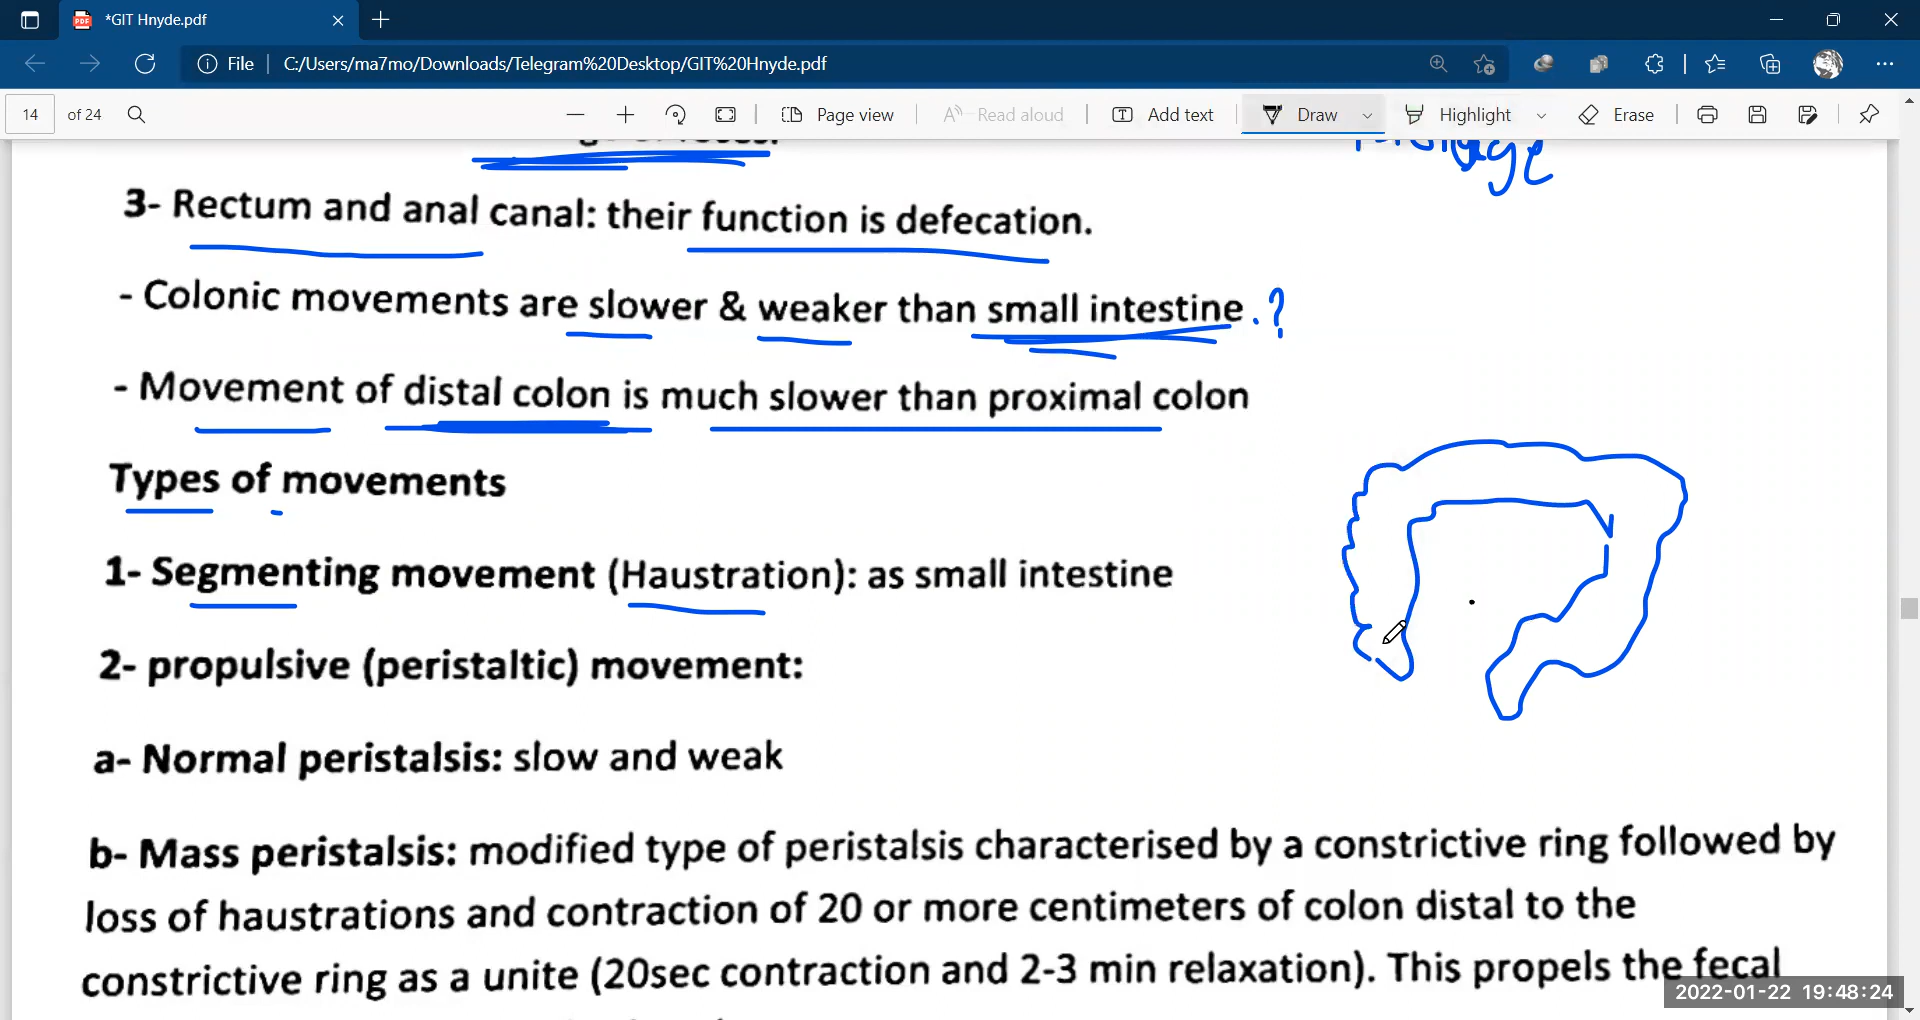 *GIT Hnyde.pdf
File
C:/Users/ma7mo/Downloads/Telegram%20Desktop/GIT%20Hnyde.pdf
14 of 24
Page view
Read aloud
Add text
Draw
Highlight
Erase
3- Rectum and anal canal: their function is defecation.
- Colonic movements are slower & weaker than small intestine.?
- Movement of distal colon is much slower than proximal colon
Types of movements
1- Segmenting movement (Haustration): as small intestine
2- propulsive (peristaltic) movement:
a- Normal peristalsis: slow and weak
b- Mass peristalsis: modified type of peristalsis characterised by a constrictive ring followed by
loss of haustrations and contraction of 20 or more centimeters of colon distal to the
constrictive ring as a unite (20sec contraction and 2-3 min relaxation). This propels the fecal
2022-01-22 19:48:24